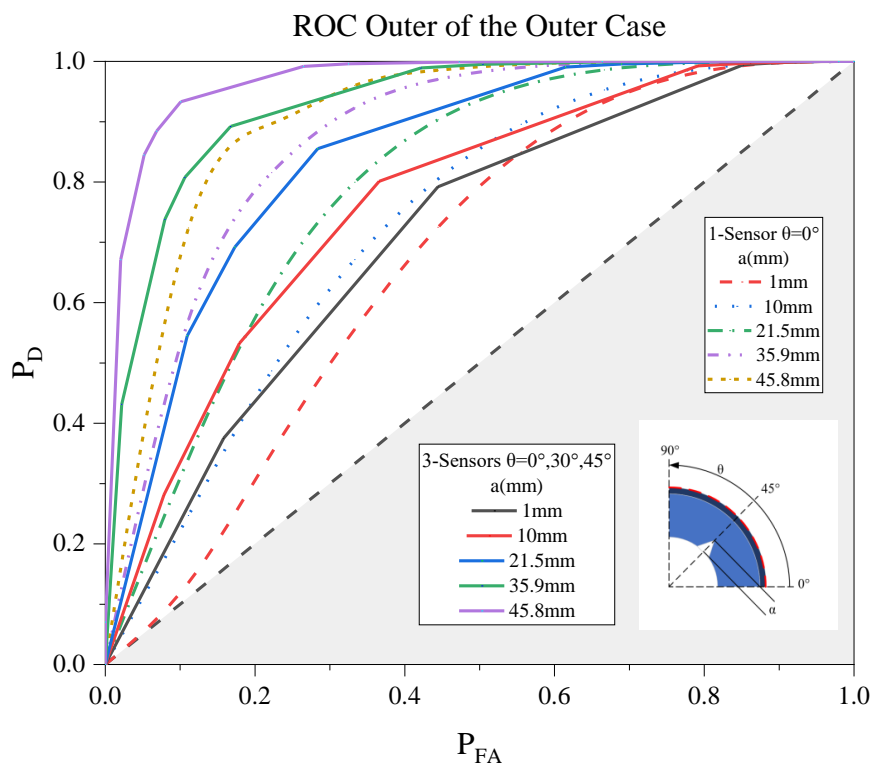 ROC Outer of the Outer Case
1.0
0.8
0.6
0.4
0.2
0.0
P_D
0.0
0.2
0.4
0.6
0.8
1.0
P_FA
1-Sensor θ=0°
a(mm)
1mm
10mm
21.5mm
35.9mm
45.8mm
3-Sensors θ=0°,30°,45°
a(mm)
1mm
10mm
21.5mm
35.9mm
45.8mm
90°
θ
45°
0°
α